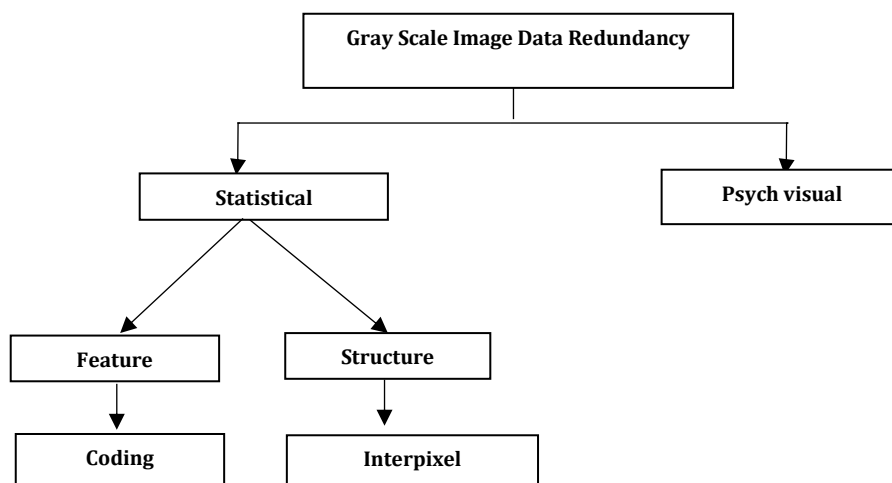 Gray Scale Image Data Redundancy
Statistical
Psych visual
Feature
Structure
Coding
Interpixel